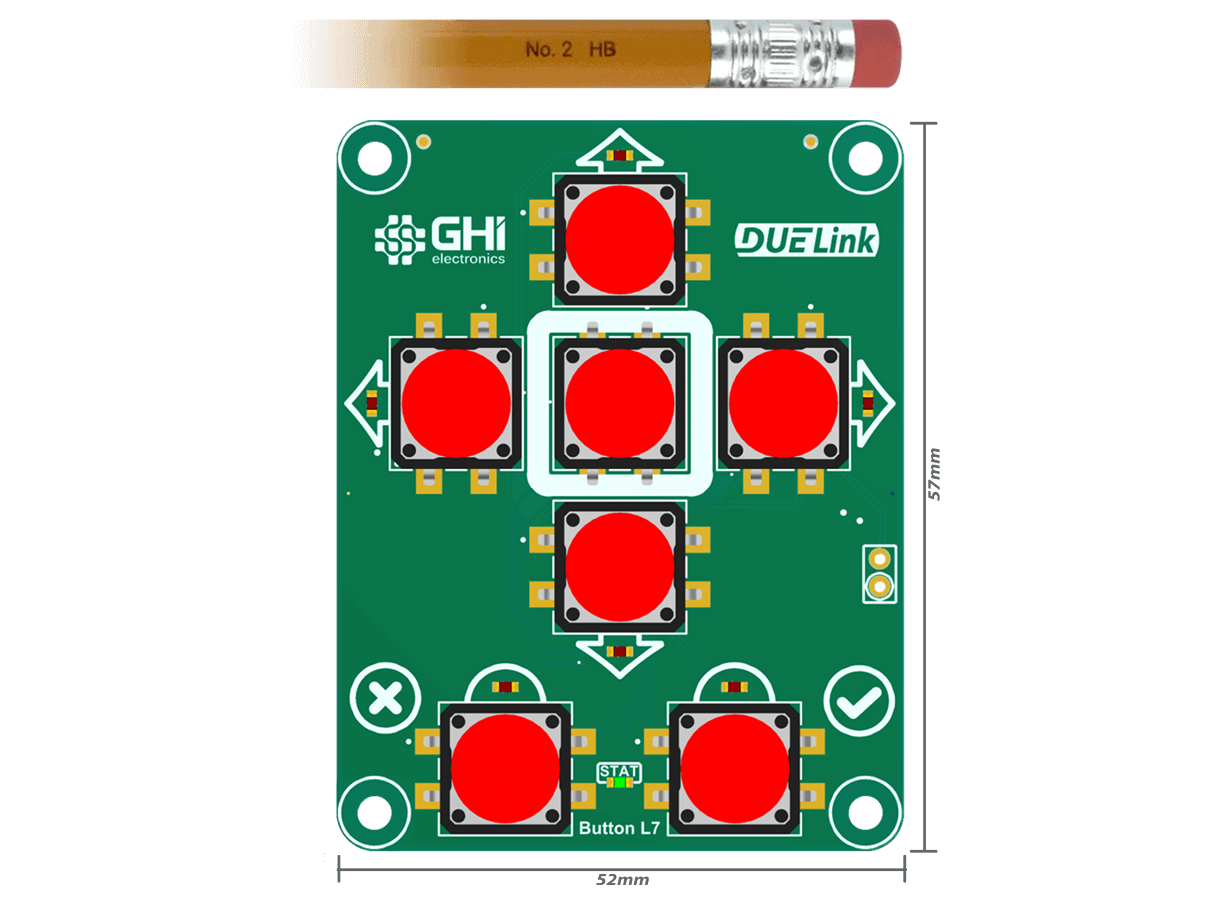 No. 2 HB
GHI
electronics
DUELink
57mm
STAT
Button L7
52mm